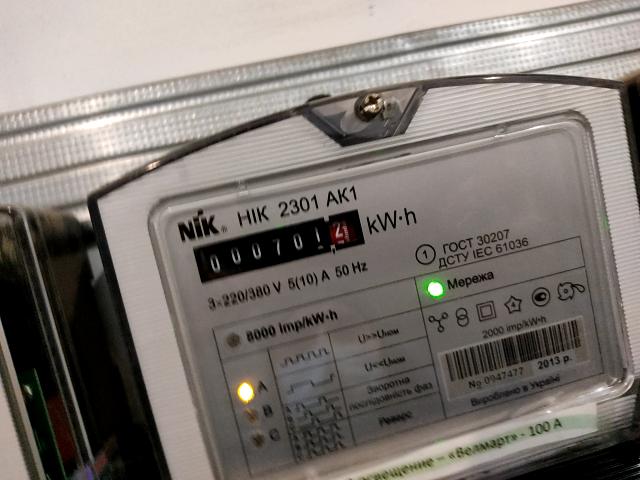 NiK® НІК 2301 АК1
0007012 kW·h
3~220/380 V 5(10) A 50 Hz
1 ГОСТ 30207
ДСТУ IEC 61036
Мережа
8000 imp/kW·h
2000 imp/kW·h
A
B
C
U>>Uном
U<<Uном
Зворотна
послідовність фаз
Реверс
№ 0947477 2013 р.
Вироблено в Україні
освещение – «Велмарт» - 100 А